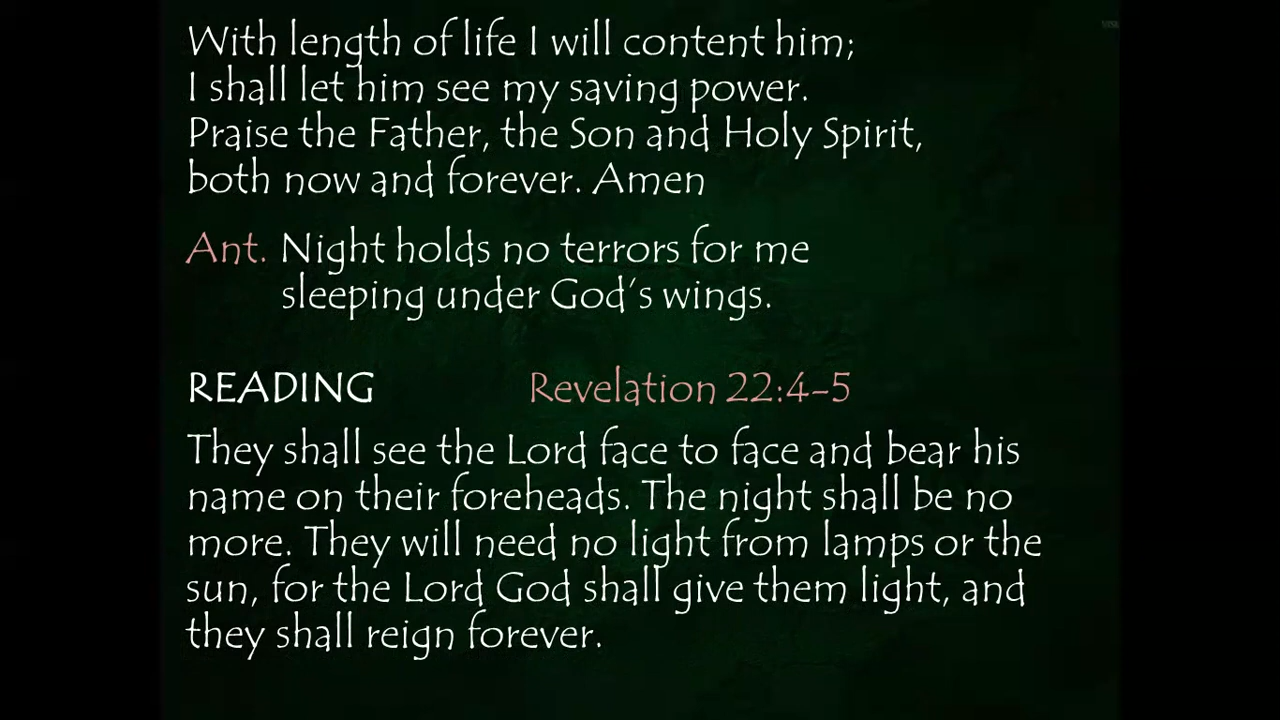 With length of life I will content him;
I shall let him see my saving power.
Praise the Father, the Son and Holy Spirit,
both now and forever. Amen
Ant. Night holds no terrors for me
sleeping under God's wings.
READING Revelation 22:4-5
They shall see the Lord face to face and bear his
name on their foreheads. The night shall be no
more. They will need no light from lamps or the
sun, for the Lord God shall give them light, and
they shall reign forever.